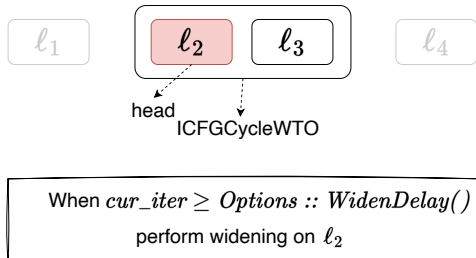 ℓ1 ℓ2 ℓ3 ℓ4
head
ICFGCycleWTO
When cur_iter ≥ Options :: WidenDelay()
perform widening on ℓ2